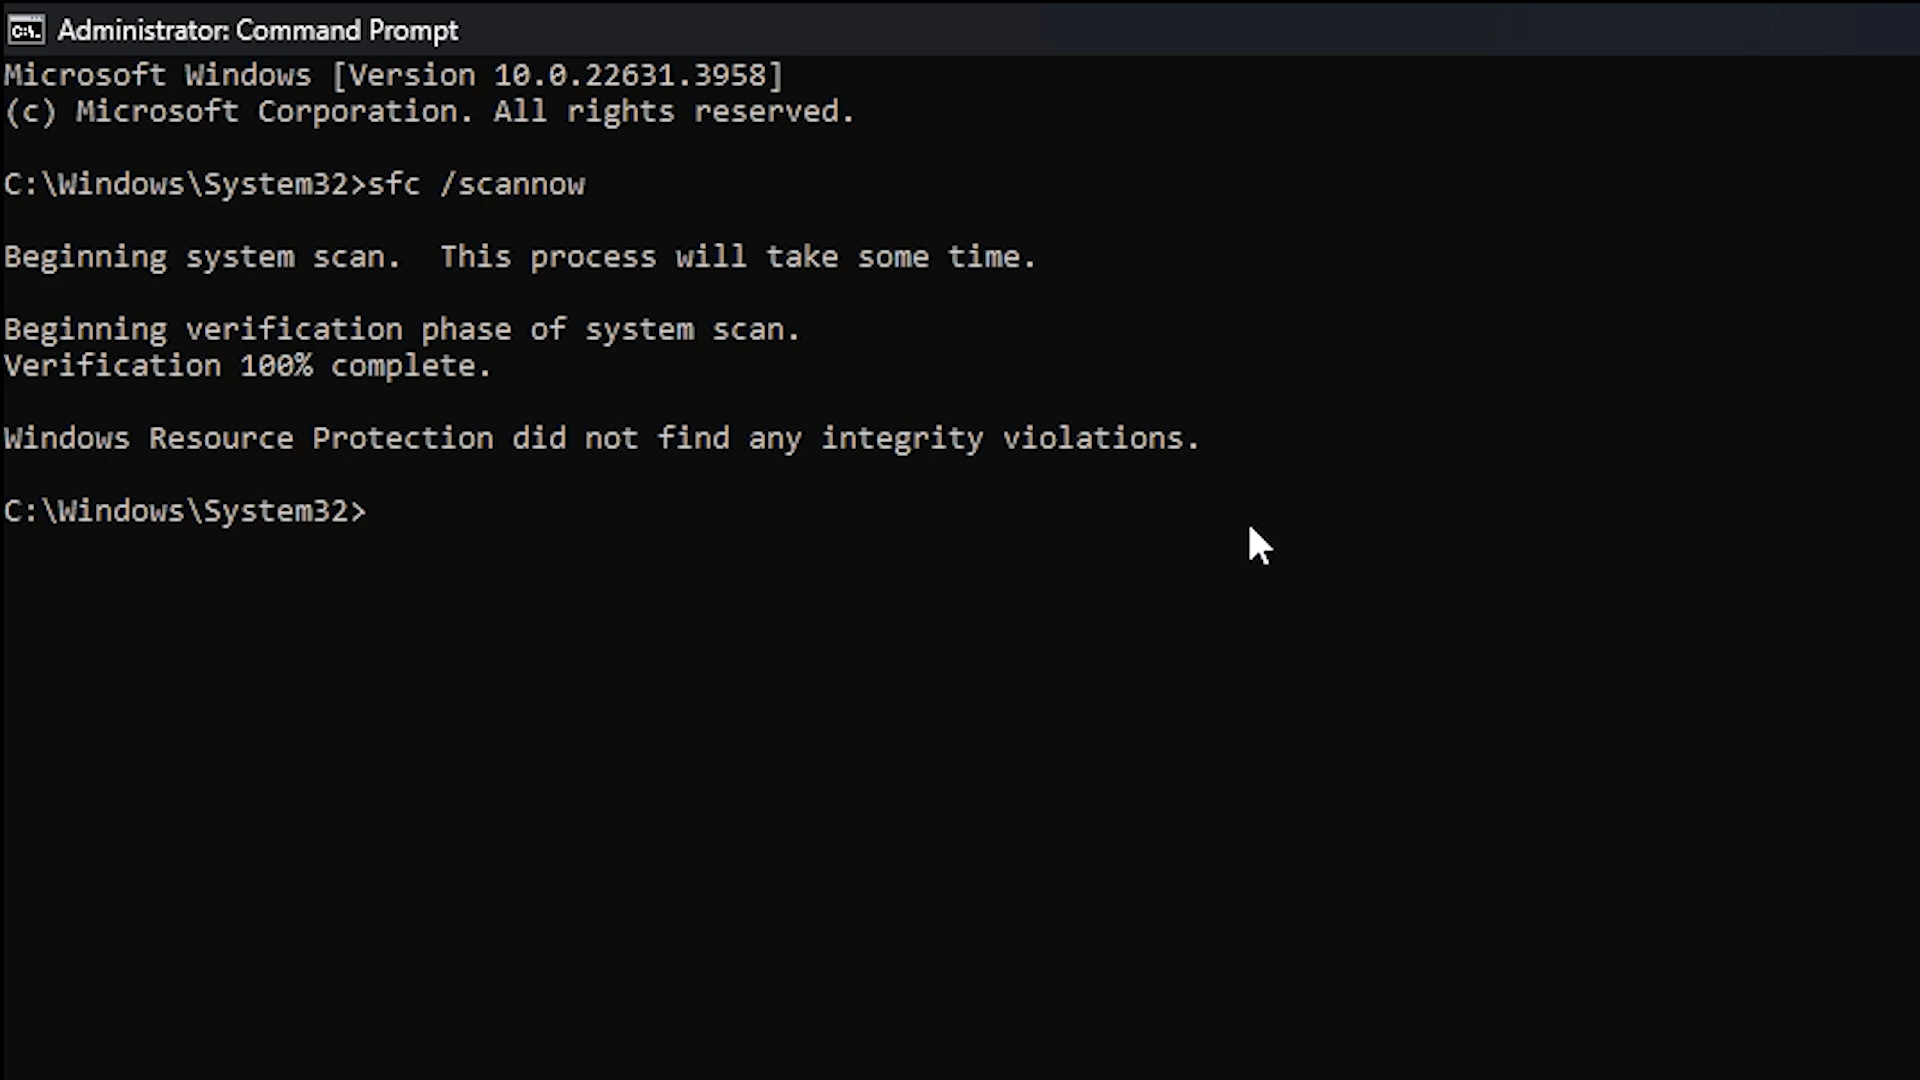 Administrator: Command Prompt
Microsoft Windows [Version 10.0.22631.3958]
(c) Microsoft Corporation. All rights reserved.
C:\Windows\System32>sfc /scannow
Beginning system scan.  This process will take some time.
Beginning verification phase of system scan.
Verification 100% complete.
Windows Resource Protection did not find any integrity violations.
C:\Windows\System32>